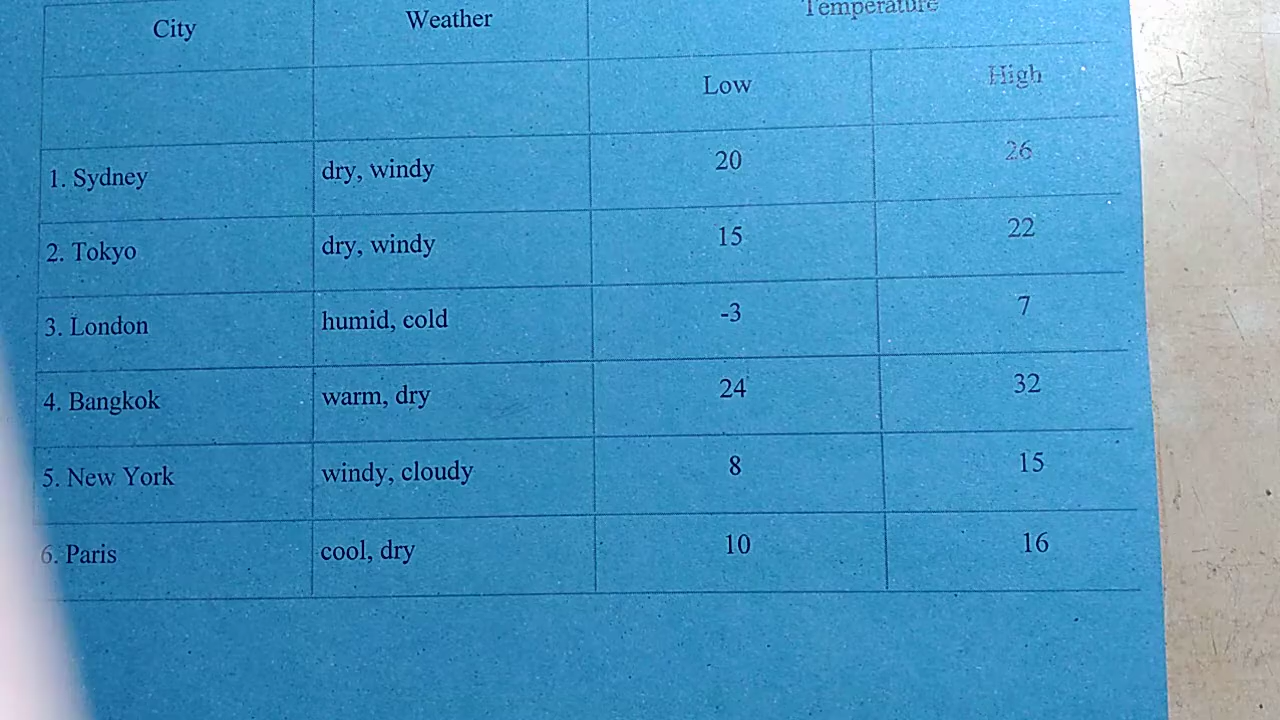 City Weather Temperature
Low High
1. Sydney dry, windy 20 26
2. Tokyo dry, windy 15 22
3. London humid, cold -3 7
4. Bangkok warm, dry 24 32
5. New York windy, cloudy 8 15
6. Paris cool, dry 10 16